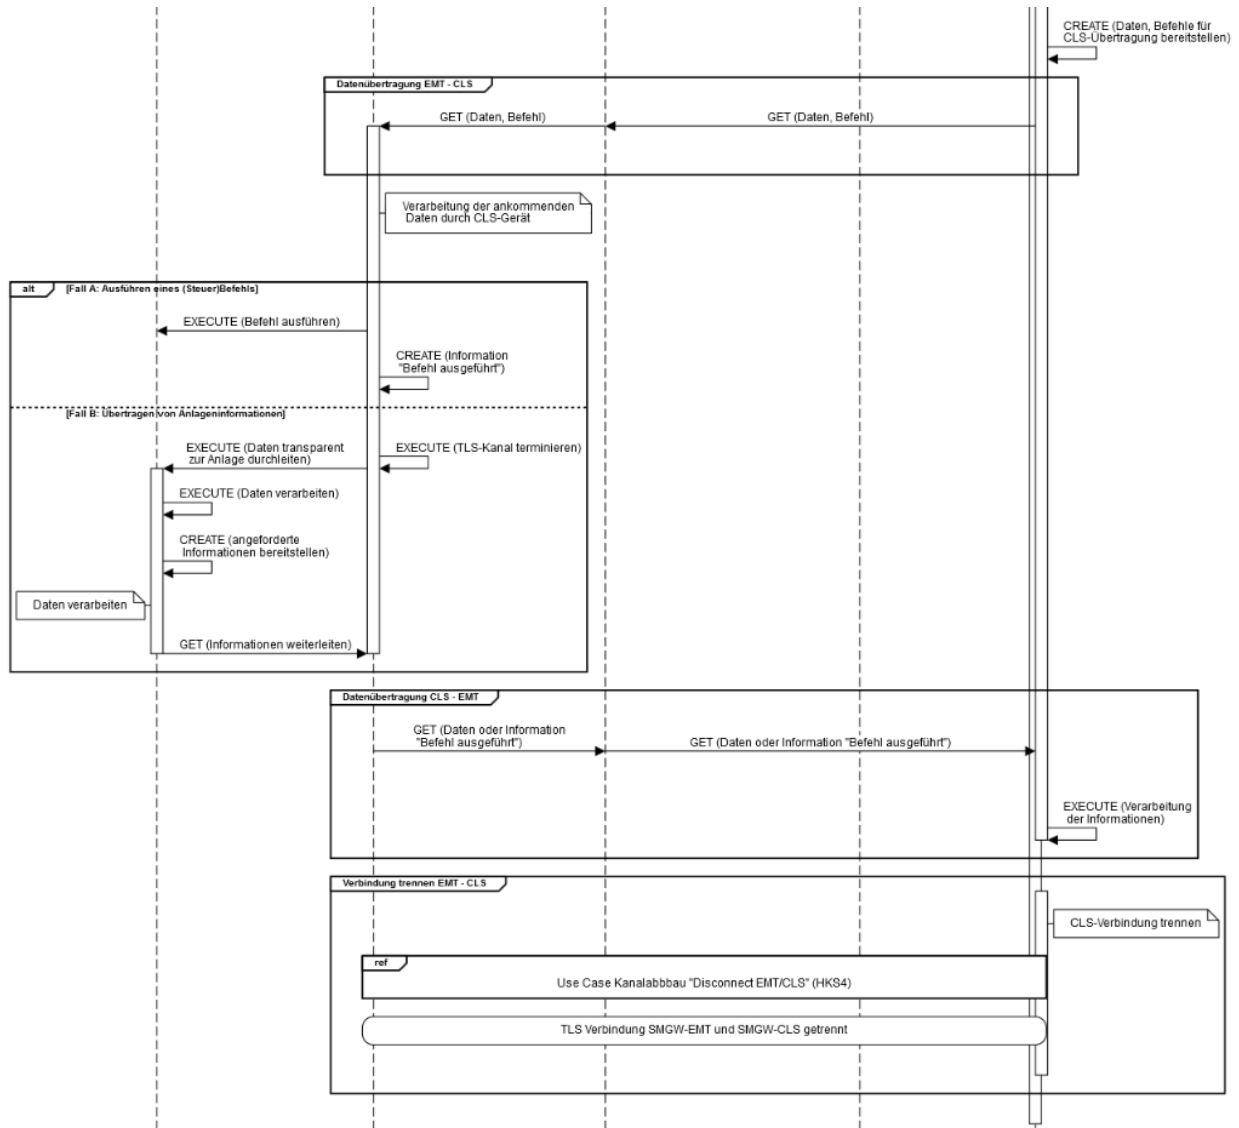 CREATE (Daten, Befehle für
CLS-Übertragung bereitstellen)
Datenübertragung EMT - CLS
GET (Daten, Befehl)
GET (Daten, Befehl)
Verarbeitung der ankommenden
Daten durch CLS-Gerät
alt
[Fall A: Ausführen eines (Steuer)Befehls]
EXECUTE (Befehl ausführen)
CREATE (Information
"Befehl ausgeführt")
[Fall B: Übertragen von Anlageninformationen]
EXECUTE (Daten transparent
zur Anlage durchleiten)
EXECUTE (TLS-Kanal terminieren)
EXECUTE (Daten verarbeiten)
CREATE (angeforderte
Informationen bereitstellen)
Daten verarbeiten
GET (Informationen weiterleiten)
Datenübertragung CLS - EMT
GET (Daten oder Information
"Befehl ausgeführt")
GET (Daten oder Information "Befehl ausgeführt")
EXECUTE (Verarbeitung
der Informationen)
Verbindung trennen EMT - CLS
CLS-Verbindung trennen
ref
Use Case Kanalabbbau "Disconnect EMT/CLS" (HKS4)
TLS Verbindung SMGW-EMT und SMGW-CLS getrennt